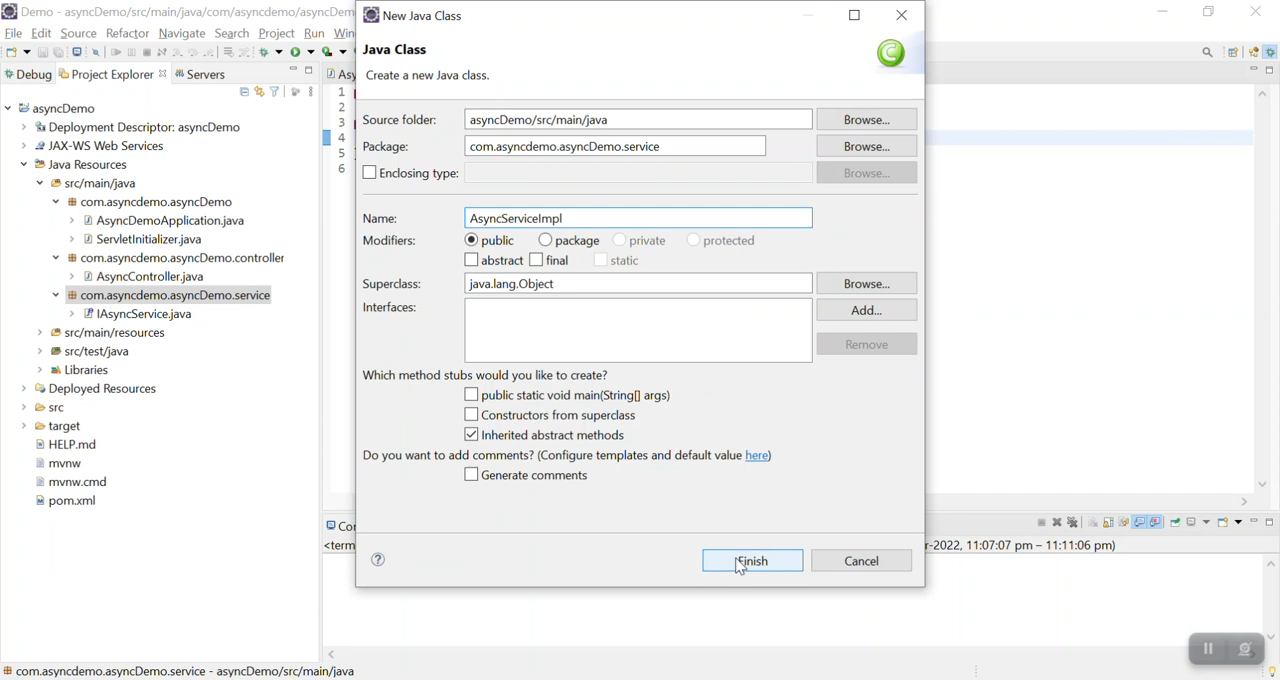 Demo - asyncDemo/src/main/java/com/asyncdemo/asyncDem
File Edit Source Refactor Navigate Search Project Run Win
Debug Project Explorer Servers
asyncDemo
Deployment Descriptor: asyncDemo
JAX-WS Web Services
Java Resources
src/main/java
com.asyncdemo.asyncDemo
AsyncDemoApplication.java
ServletInitializer.java
com.asyncdemo.asyncDemo.controller
AsyncController.java
com.asyncdemo.asyncDemo.service
IAsyncService.java
src/main/resources
src/test/java
Libraries
Deployed Resources
src
target
HELP.md
mvnw
mvnw.cmd
pom.xml
Asy
1
2
3
4
5
6
New Java Class
Java Class
Create a new Java class.
Source folder: asyncDemo/src/main/java Browse...
Package: com.asyncdemo.asyncDemo.service Browse...
Enclosing type: Browse...
Name: AsyncServiceImpl
Modifiers: public package private protected
abstract final static
Superclass: java.lang.Object Browse...
Interfaces: Add...
Remove
Which method stubs would you like to create?
public static void main(String[] args)
Constructors from superclass
Inherited abstract methods
Do you want to add comments? (Configure templates and default value here)
Generate comments
Finish Cancel
Con
<term
r-2022, 11:07:07 pm – 11:11:06 pm)
com.asyncdemo.asyncDemo.service - asyncDemo/src/main/java